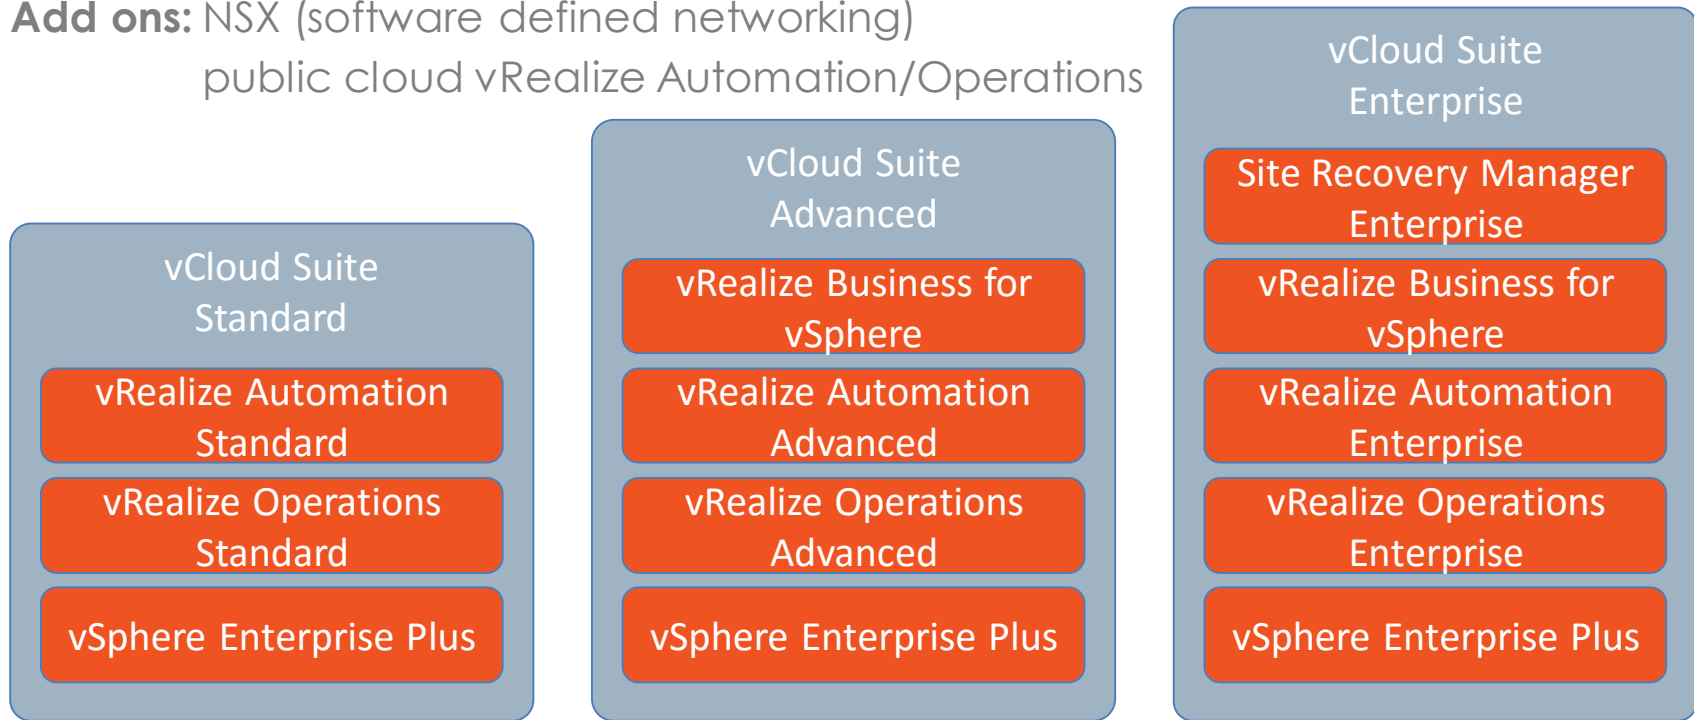 Add ons: NSX (software defined networking)
public cloud vRealize Automation/Operations
vCloud Suite
Standard
vRealize Automation
Standard
vRealize Operations
Standard
vSphere Enterprise Plus
vCloud Suite
Advanced
vRealize Business for
vSphere
vRealize Automation
Advanced
vRealize Operations
Advanced
vSphere Enterprise Plus
vCloud Suite
Enterprise
Site Recovery Manager
Enterprise
vRealize Business for
vSphere
vRealize Automation
Enterprise
vRealize Operations
Enterprise
vSphere Enterprise Plus